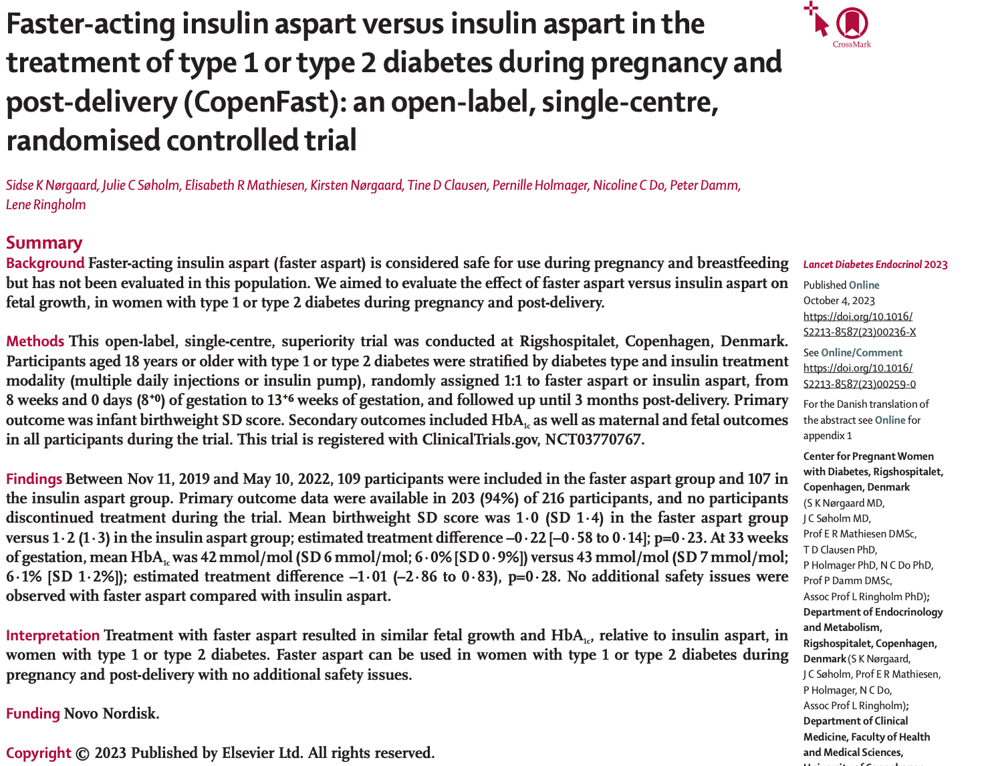 Faster-acting insulin aspart versus insulin aspart in the
treatment of type 1 or type 2 diabetes during pregnancy and
post-delivery (CopenFast): an open-label, single-centre,
randomised controlled trial
CrossMark
Sidse K Nørgaard, Julie C Søholm, Elisabeth R Mathiesen, Kirsten Nørgaard, Tine D Clausen, Pernille Holmager, Nicoline C Do, Peter Damm,
Lene Ringholm
Summary
Background Faster-acting insulin aspart (faster aspart) is considered safe for use during pregnancy and breastfeeding
but has not been evaluated in this population. We aimed to evaluate the effect of faster aspart versus insulin aspart on
fetal growth, in women with type 1 or type 2 diabetes during pregnancy and post-delivery.
Methods This open-label, single-centre, superiority trial was conducted at Rigshospitalet, Copenhagen, Denmark.
Participants aged 18 years or older with type 1 or type 2 diabetes were stratified by diabetes type and insulin treatment
modality (multiple daily injections or insulin pump), randomly assigned 1:1 to faster aspart or insulin aspart, from
8 weeks and 0 days (8⁺⁰) of gestation to 13⁺⁶ weeks of gestation, and followed up until 3 months post-delivery. Primary
outcome was infant birthweight SD score. Secondary outcomes included HbA1c as well as maternal and fetal outcomes
in all participants during the trial. This trial is registered with ClinicalTrials.gov, NCT03770767.
Findings Between Nov 11, 2019 and May 10, 2022, 109 participants were included in the faster aspart group and 107 in
the insulin aspart group. Primary outcome data were available in 203 (94%) of 216 participants, and no participants
discontinued treatment during the trial. Mean birthweight SD score was 1·0 (SD 1·4) in the faster aspart group
versus 1·2 (1·3) in the insulin aspart group; estimated treatment difference –0·22 [–0·58 to 0·14]; p=0·23. At 33 weeks
of gestation, mean HbA1c was 42 mmol/mol (SD 6 mmol/mol; 6·0% [SD 0·9%]) versus 43 mmol/mol (SD 7 mmol/mol;
6·1% [SD 1·2%]); estimated treatment difference –1·01 (–2·86 to 0·83), p=0·28. No additional safety issues were
observed with faster aspart compared with insulin aspart.
Interpretation Treatment with faster aspart resulted in similar fetal growth and HbA1c, relative to insulin aspart, in
women with type 1 or type 2 diabetes. Faster aspart can be used in women with type 1 or type 2 diabetes during
pregnancy and post-delivery with no additional safety issues.
Funding Novo Nordisk.
Copyright © 2023 Published by Elsevier Ltd. All rights reserved.
Lancet Diabetes Endocrinol 2023
Published Online
October 4, 2023
https://doi.org/10.1016/
S2213-8587(23)00236-X
See Online/Comment
https://doi.org/10.1016/
S2213-8587(23)00259-0
For the Danish translation of
the abstract see Online for
appendix 1
Center for Pregnant Women
with Diabetes, Rigshospitalet,
Copenhagen, Denmark
(S K Nørgaard MD,
J C Søholm MD,
Prof E R Mathiesen DMSc,
T D Clausen PhD,
P Holmager PhD, N C Do PhD,
Prof P Damm DMSc,
Assoc Prof L Ringholm PhD);
Department of Endocrinology
and Metabolism,
Rigshospitalet, Copenhagen,
Denmark (S K Nørgaard,
J C Søholm, Prof E R Mathiesen,
P Holmager, N C Do,
Assoc Prof L Ringholm);
Department of Clinical
Medicine, Faculty of Health
and Medical Sciences,